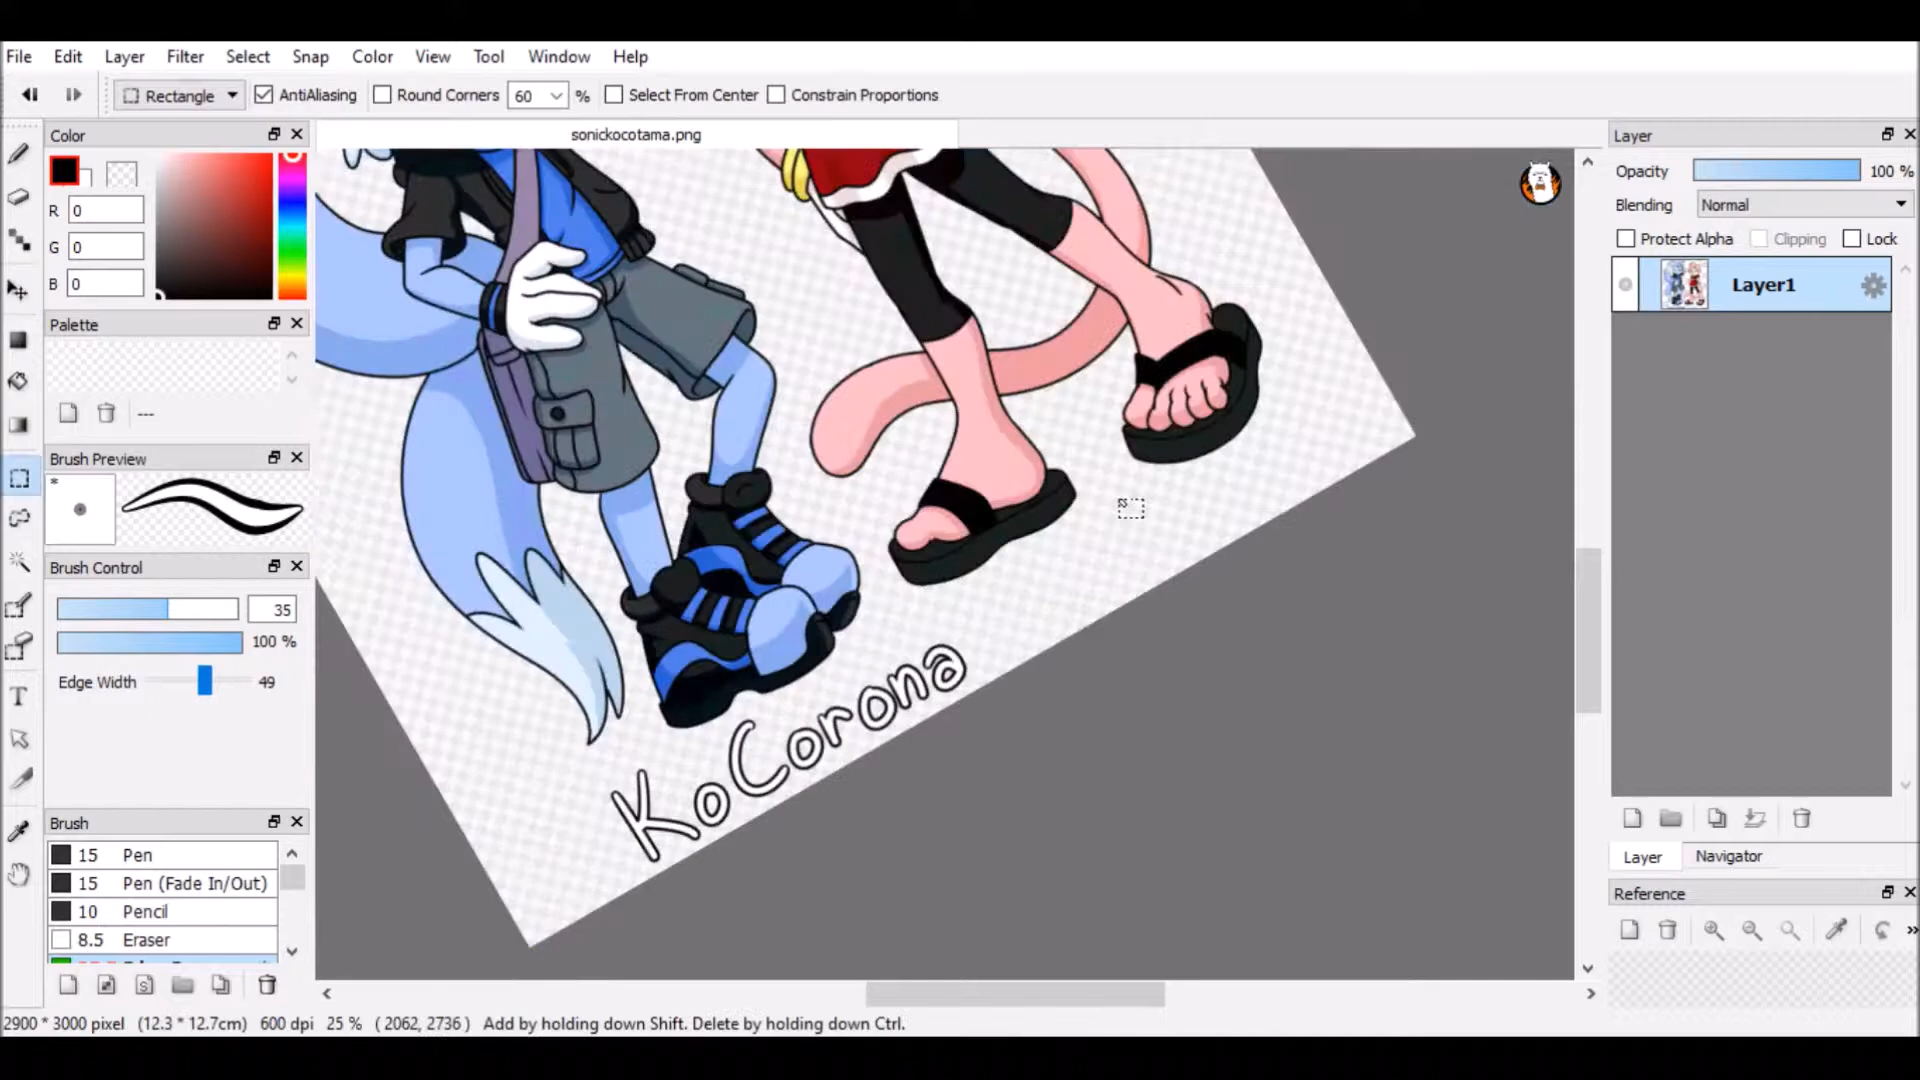 File Edit Layer Filter Select Snap Color View Tool Window Help
Rectangle AntiAliasing Round Corners 60 % Select From Center Constrain Proportions
Color
sonickocotama.png
R 0
G 0
B 0
Palette
---
Brush Preview
*
Brush Control
35
100 %
Edge Width 49
Brush
15 Pen
15 Pen (Fade In/Out)
10 Pencil
8.5 Eraser
KoCorona
Layer
Opacity 100 %
Blending Normal
Protect Alpha Clipping Lock
Layer1
Layer Navigator
Reference
2900 * 3000 pixel (12.3 * 12.7cm) 600 dpi 25 % ( 2062, 2736 ) Add by holding down Shift. Delete by holding down Ctrl.